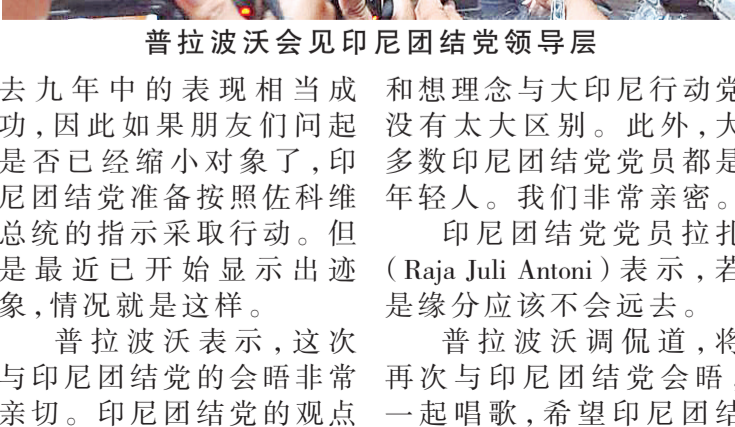 普拉波沃会见印尼团结党领导层
去九年中的表现相当成
功,因此如果朋友们问起
是否已经缩小对象了,印
尼团结党准备按照佐科维
总统的指示采取行动。但
是最近已开始显示出迹
象,情况就是这样。
普拉波沃表示,这次
与印尼团结党的会晤非常
亲切。印尼团结党的观点
和想理念与大印尼行动党
没有太大区别。此外,大
多数印尼团结党党员都是
年轻人。我们非常亲密。
印尼团结党党员拉扎
(Raja Juli Antoni)表示,若
是缘分应该不会远去。
普拉波沃调侃道,将
再次与印尼团结党会晤,
一起唱歌,希望印尼团结